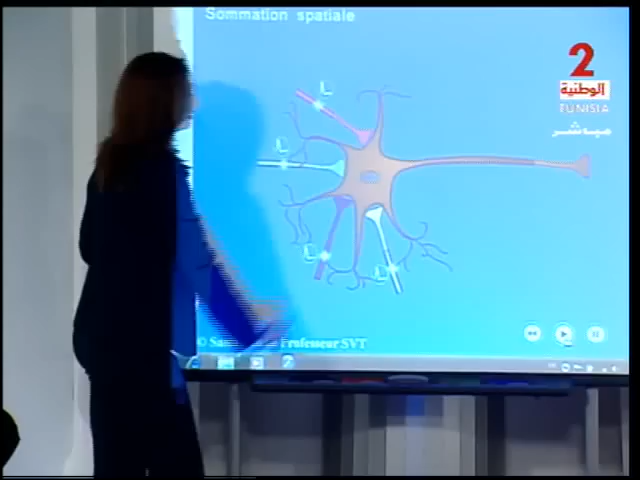 Sommation spatiale
2
الوطنية
TUNISIA
مباشر
L
L
L
L
Professeur SVT